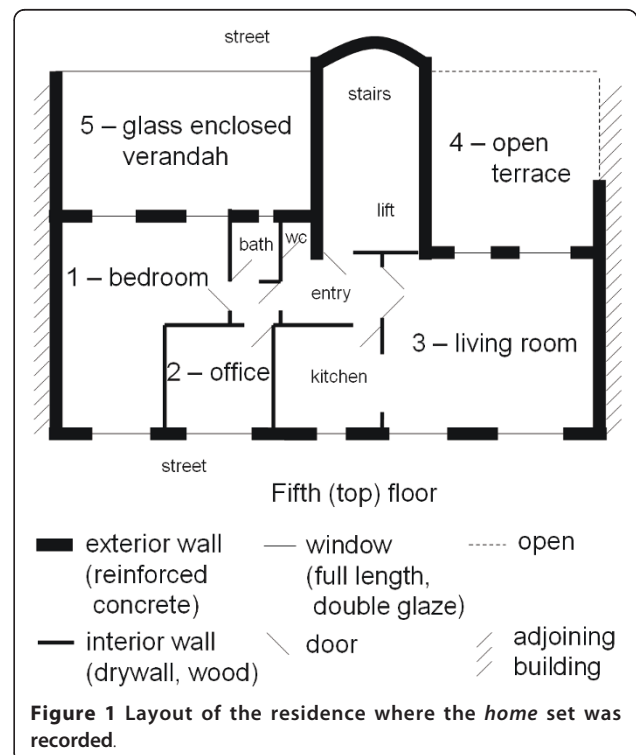 street
stairs
5 – glass enclosed
verandah
4 – open
terrace
lift
bath
wc
1 – bedroom
entry
3 – living room
2 – office
kitchen
street
Fifth (top) floor
exterior wall
(reinforced
concrete)
window
(full length,
double glaze)
open
interior wall
(drywall, wood)
door
adjoining
building
Figure 1 Layout of the residence where the home set was
recorded.